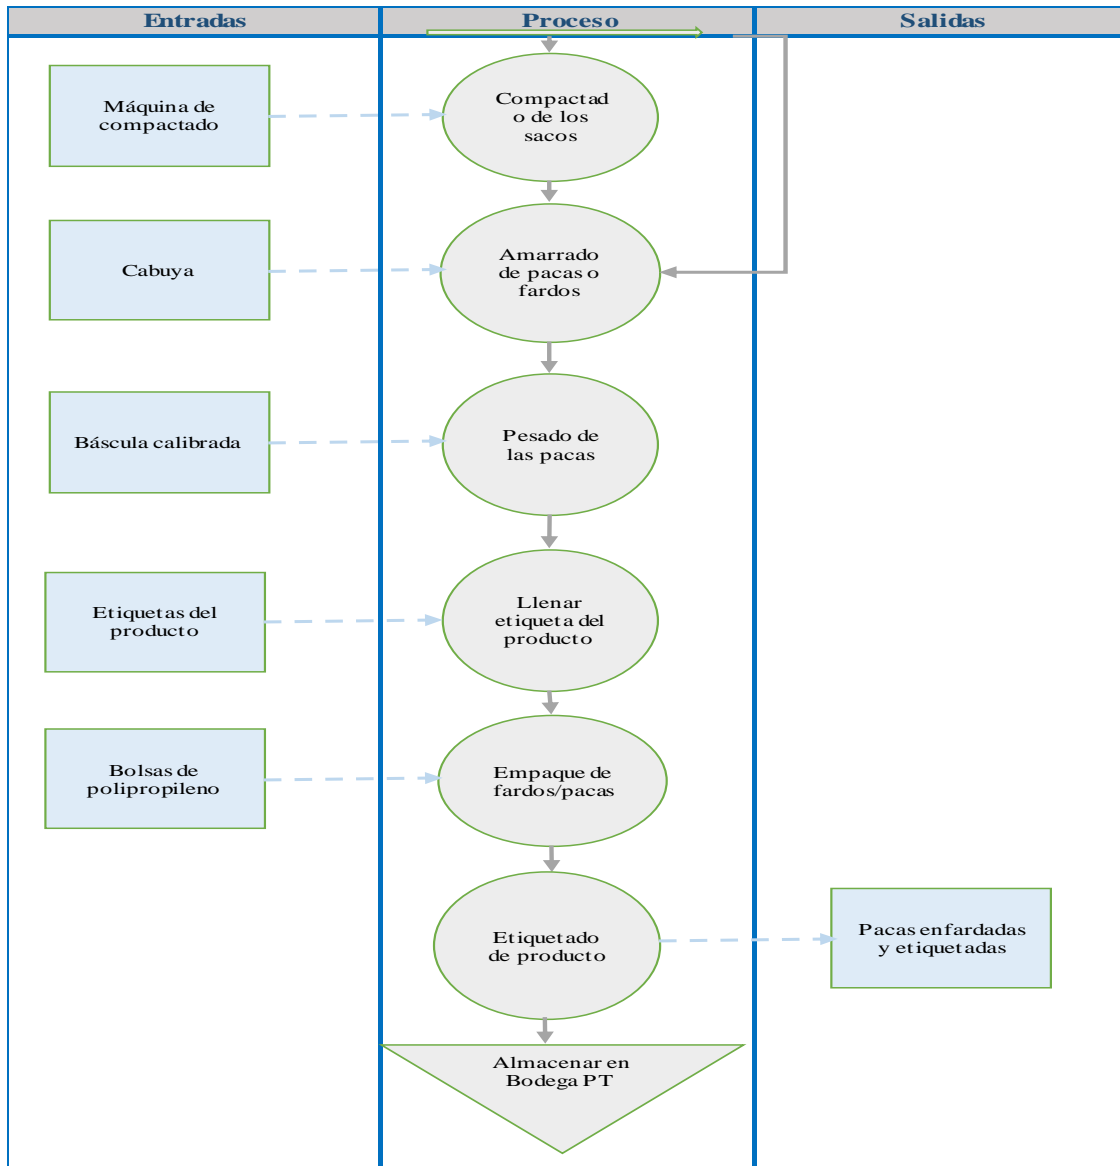 Entradas
Proceso
Salidas
Máquina de
compactado
Compactad
o de los
sacos
Cabuya
Amarrado
de pacas o
fardos
Báscula calibrada
Pesado de
las pacas
Etiquetas del
producto
Llenar
etiqueta del
producto
Bolsas de
polipropileno
Empaque de
fardos/pacas
Etiquetado
de producto
Pacas enfardadas
y etiquetadas
Almacenar en
Bodega PT